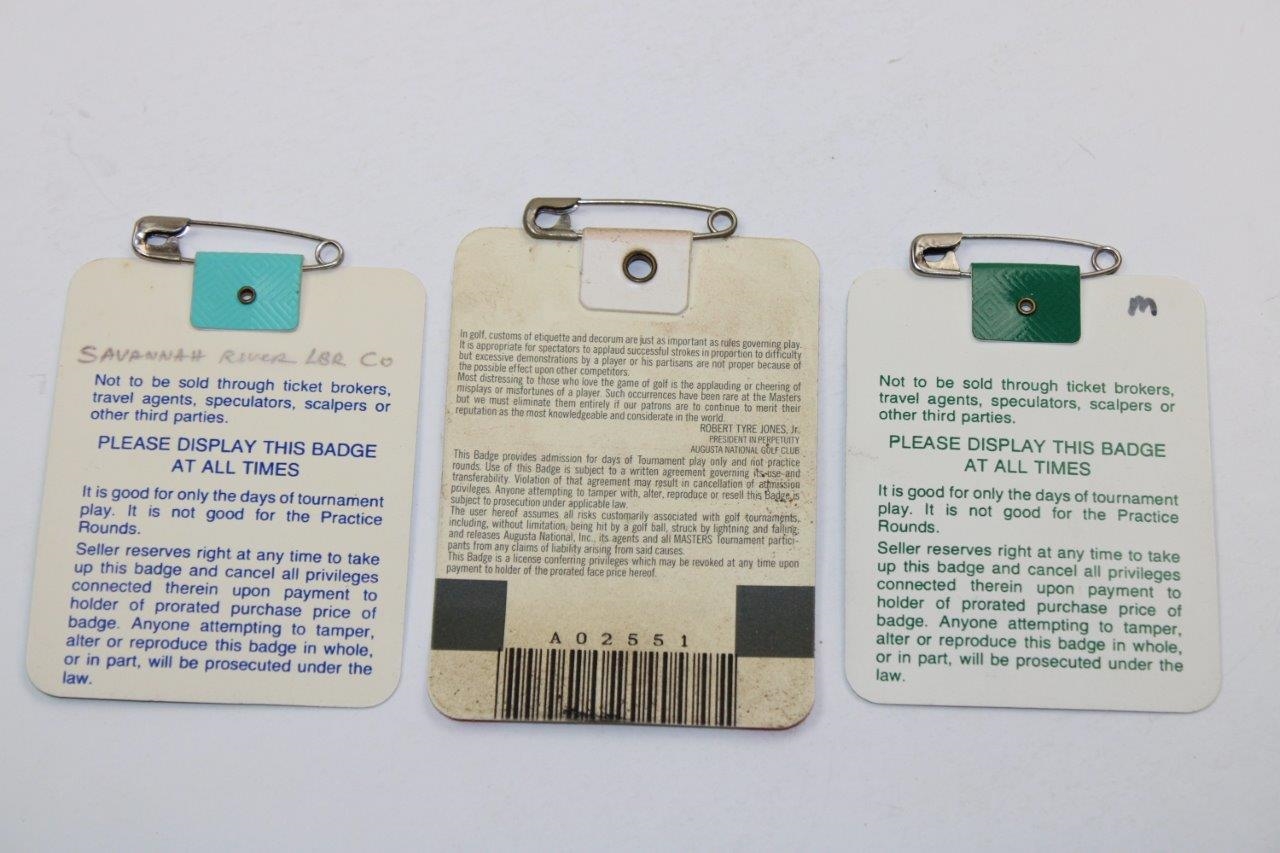 SAVANNAH RIVER LBR CO
Not to be sold through ticket brokers,
travel agents, speculators, scalpers or
other third parties.
PLEASE DISPLAY THIS BADGE
AT ALL TIMES
It is good for only the days of tournament
play. It is not good for the Practice
Rounds.
Seller reserves right at any time to take
up this badge and cancel all privileges
connected therein upon payment to
holder of prorated purchase price of
badge. Anyone attempting to tamper,
alter or reproduce this badge in whole,
or in part, will be prosecuted under the
law.
In golf, customs of etiquette and decorum are just as important as rules governing play.
It is appropriate for spectators to applaud successful strokes in proportion to difficulty
but excessive demonstrations by a player or his partisans are not proper because of
the possible effect upon other competitors.
Most distressing to those who love the game of golf is the applauding or cheering of
misplays or misfortunes of a player. Such occurrences have been rare at the Masters
but we must eliminate them entirely if our patrons are to continue to merit their
reputation as the most knowledgeable and considerate in the world.
ROBERT TYRE JONES, Jr.
PRESIDENT IN PERPETUITY
AUGUSTA NATIONAL GOLF CLUB
This Badge provides admission for days of Tournament play only and not practice
rounds. Use of this Badge is subject to a written agreement governing its use and
transferability. Violation of that agreement may result in cancellation of admission
privileges. Anyone attempting to tamper with, alter, reproduce or resell this Badge is
subject to prosecution under applicable law.
The user hereof assumes all risks customarily associated with golf tournaments,
including, without limitation, being hit by a golf ball, struck by lightning and falling;
and releases Augusta National, Inc., its agents and all MASTERS Tournament partici-
pants from any claims of liability arising from said causes.
This Badge is a license conferring privileges which may be revoked at any time upon
payment to holder of the prorated face price hereof.
A02551
m
Not to be sold through ticket brokers,
travel agents, speculators, scalpers or
other third parties.
PLEASE DISPLAY THIS BADGE
AT ALL TIMES
It is good for only the days of tournament
play. It is not good for the Practice
Rounds.
Seller reserves right at any time to take
up this badge and cancel all privileges
connected therein upon payment to
holder of prorated purchase price of
badge. Anyone attempting to tamper,
alter or reproduce this badge in whole,
or in part, will be prosecuted under the
law.